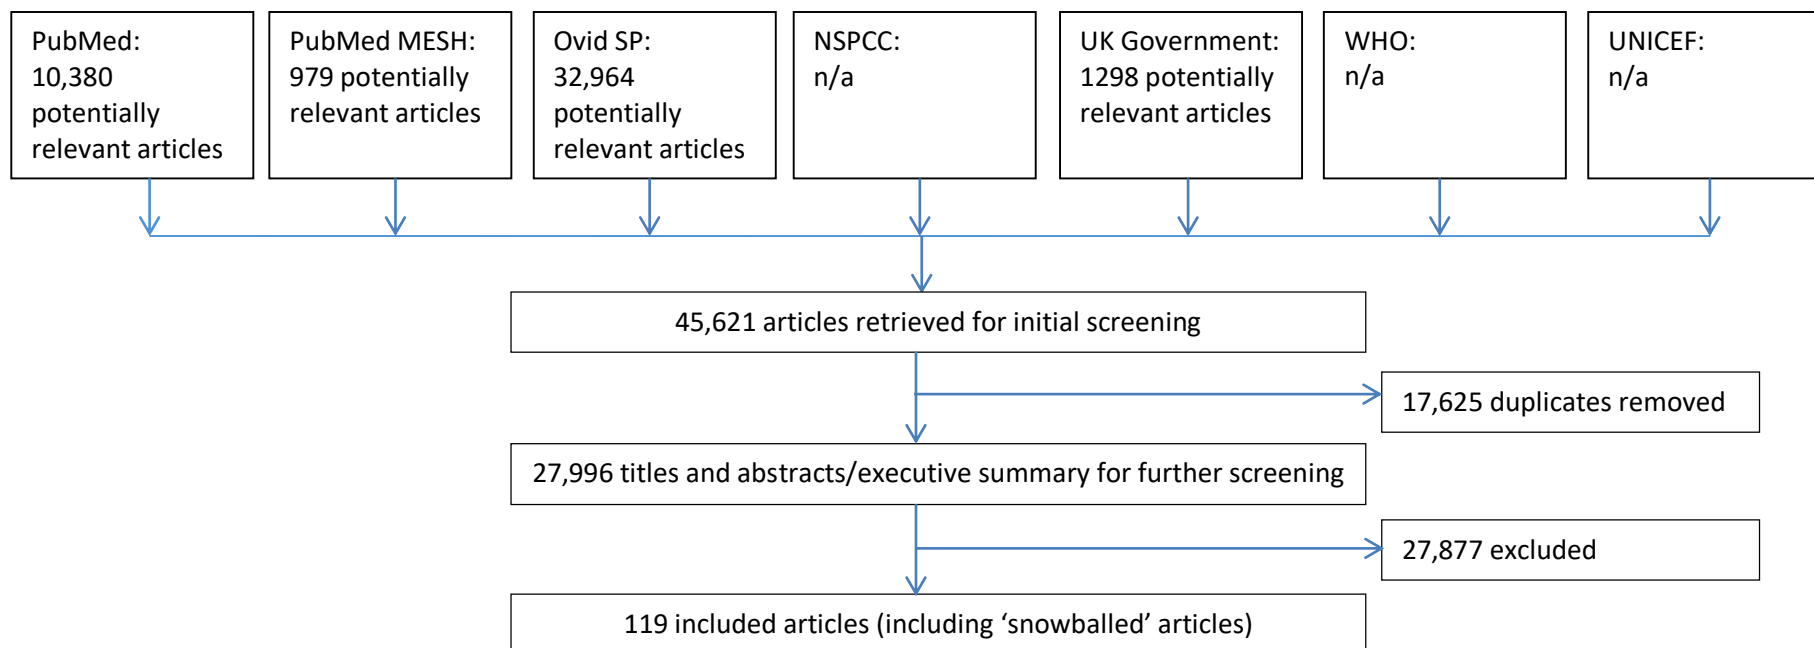 PubMed:
10,380
potentially
relevant articles
PubMed MESH:
979 potentially
relevant articles
Ovid SP:
32,964
potentially
relevant articles
NSPCC:
n/a
UK Government:
1298 potentially
relevant articles
WHO:
n/a
UNICEF:
n/a
45,621 articles retrieved for initial screening
17,625 duplicates removed
27,996 titles and abstracts/executive summary for further screening
27,877 excluded
119 included articles (including ‘snowballed’ articles)